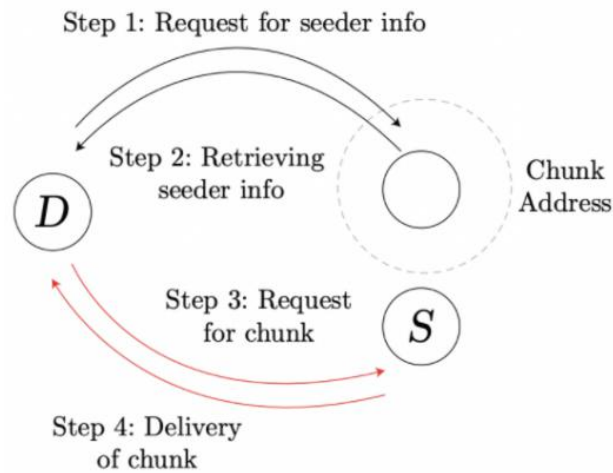 Step 1: Request for seeder info
Step 2: Retrieving
seeder info
Chunk
Address
D
Step 3: Request
for chunk
S
Step 4: Delivery
of chunk